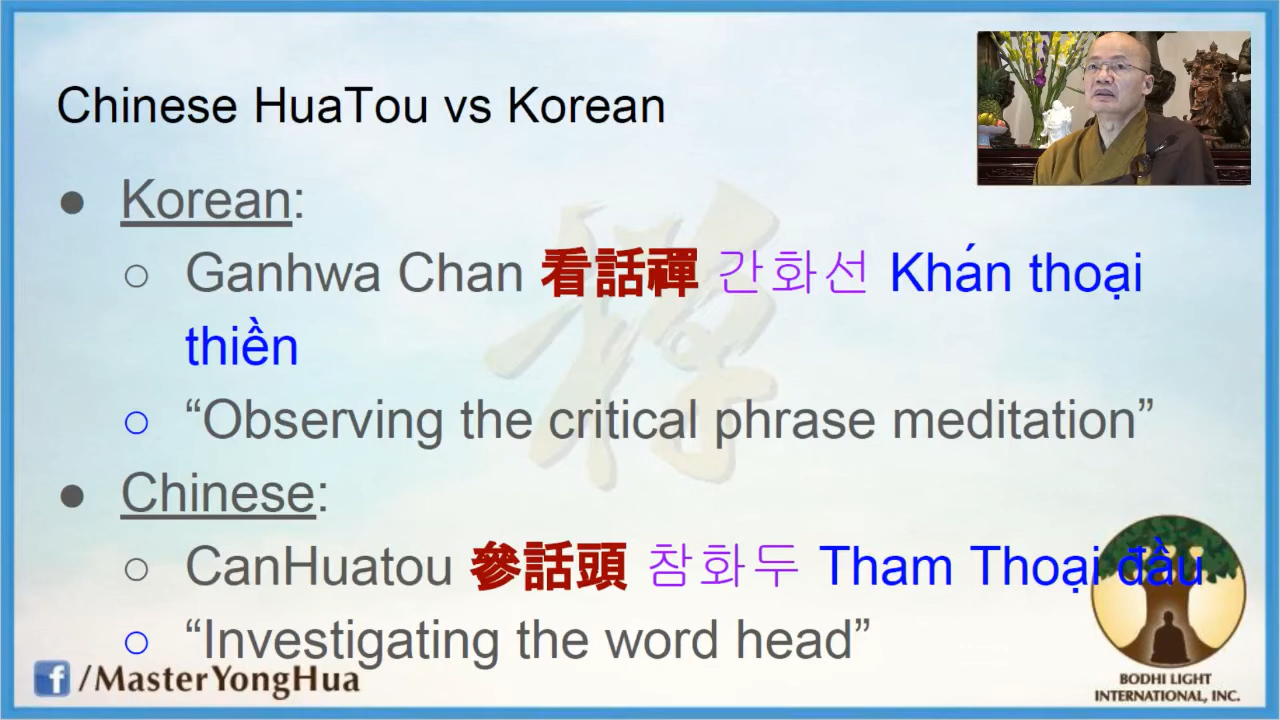 Chinese HuaTou vs Korean
● Korean:
○ Ganhwa Chan 看話禪 간화선 Khán thoại
thiền
○ “Observing the critical phrase meditation”
● Chinese:
○ CanHuatou 參話頭 참화두 Tham Thoại đầu
○ “Investigating the word head”
禪
f /MasterYongHua
BODHI LIGHT
INTERNATIONAL, INC.